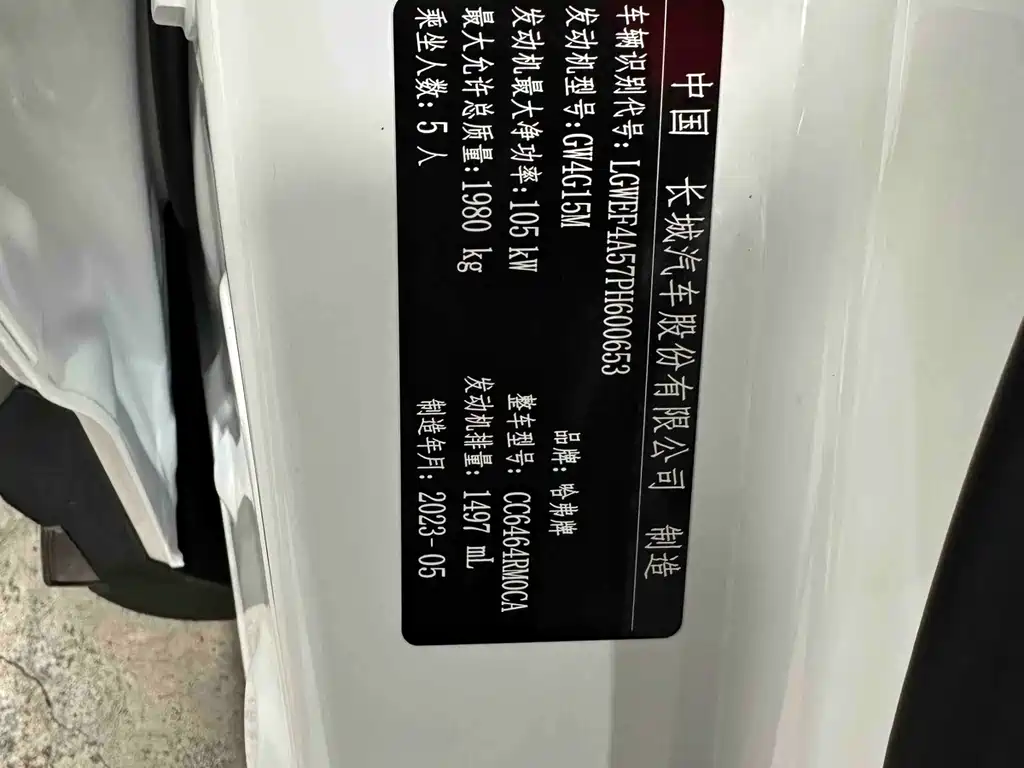 中国 长城汽车股份有限公司 制造
车辆识别代号:LGWEF4A57PH600653
发动机型号:GW4G15M 品牌:哈弗牌
发动机最大净功率:105 kW 整车型号:CC6464RM0CA
最大允许总质量:1980 kg 发动机排量:1497 mL
乘坐人数:5 人 制造年月:2023-05